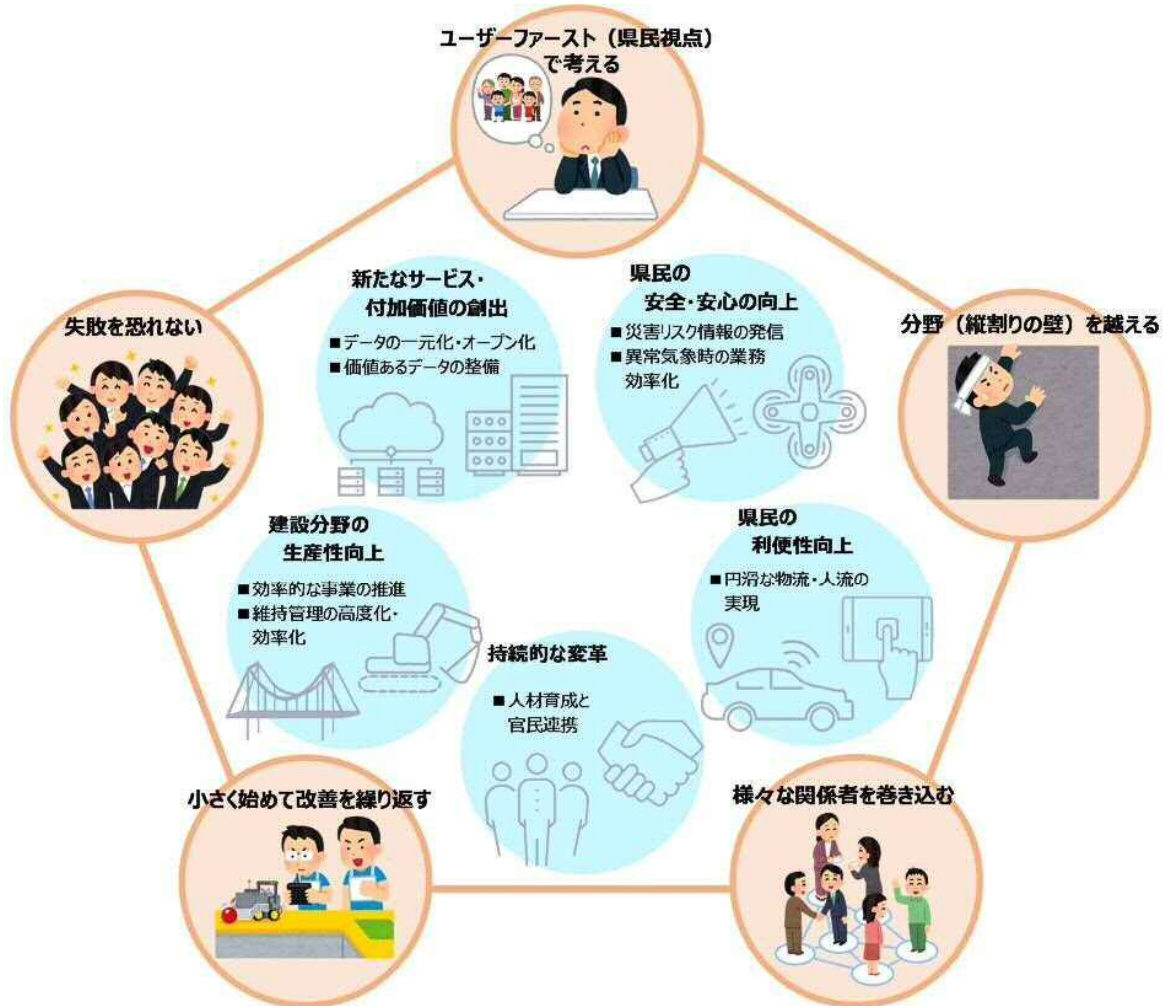 ユーザーファースト（県民視点）
で考える
失敗を恐れない
分野（縦割りの壁）を越える
新たなサービス・
付加価値の創出
■データの一元化・オープン化
■価値あるデータの整備
県民の
安全・安心の向上
■災害リスク情報の発信
■異常気象時の業務
効率化
建設分野の
生産性向上
■効率的な事業の推進
■維持管理の高度化・
効率化
県民の
利便性向上
■円滑な物流・人流の
実現
持続的な変革
■人材育成と
官民連携
小さく始めて改善を繰り返す
様々な関係者を巻き込む